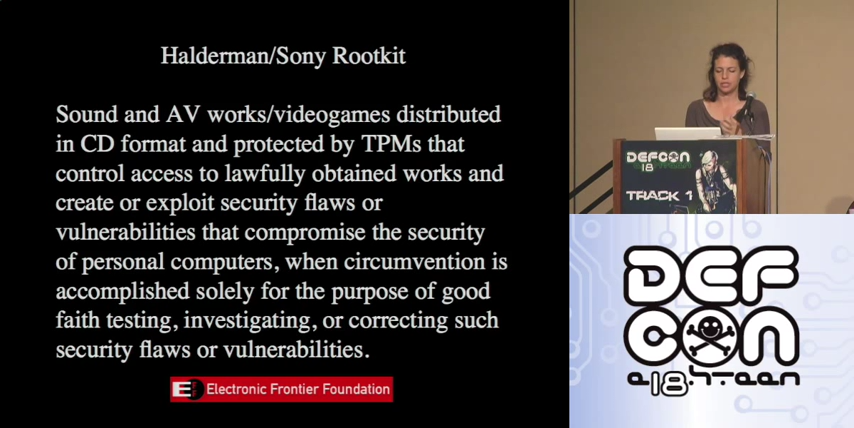 Halderman/Sony Rootkit
Sound and AV works/videogames distributed
in CD format and protected by TPMs that
control access to lawfully obtained works and
create or exploit security flaws or
vulnerabilities that compromise the security
of personal computers, when circumvention is
accomplished solely for the purpose of good
faith testing, investigating, or correcting such
security flaws or vulnerabilities.
Electronic Frontier Foundation
DEFCON
18
TRACK 1
DEF
CON
e.18.h-teen